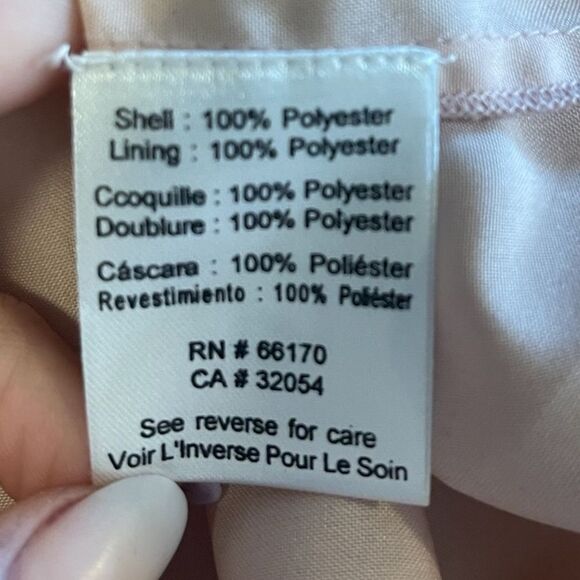 Shell : 100% Polyester
Lining : 100% Polyester
Ccoquille : 100% Polyester
Doublure : 100% Polyester
Cáscara : 100% Poliéster
Revestimiento : 100% Poliéster
RN # 66170
CA # 32054
See reverse for care
Voir L'Inverse Pour Le Soin